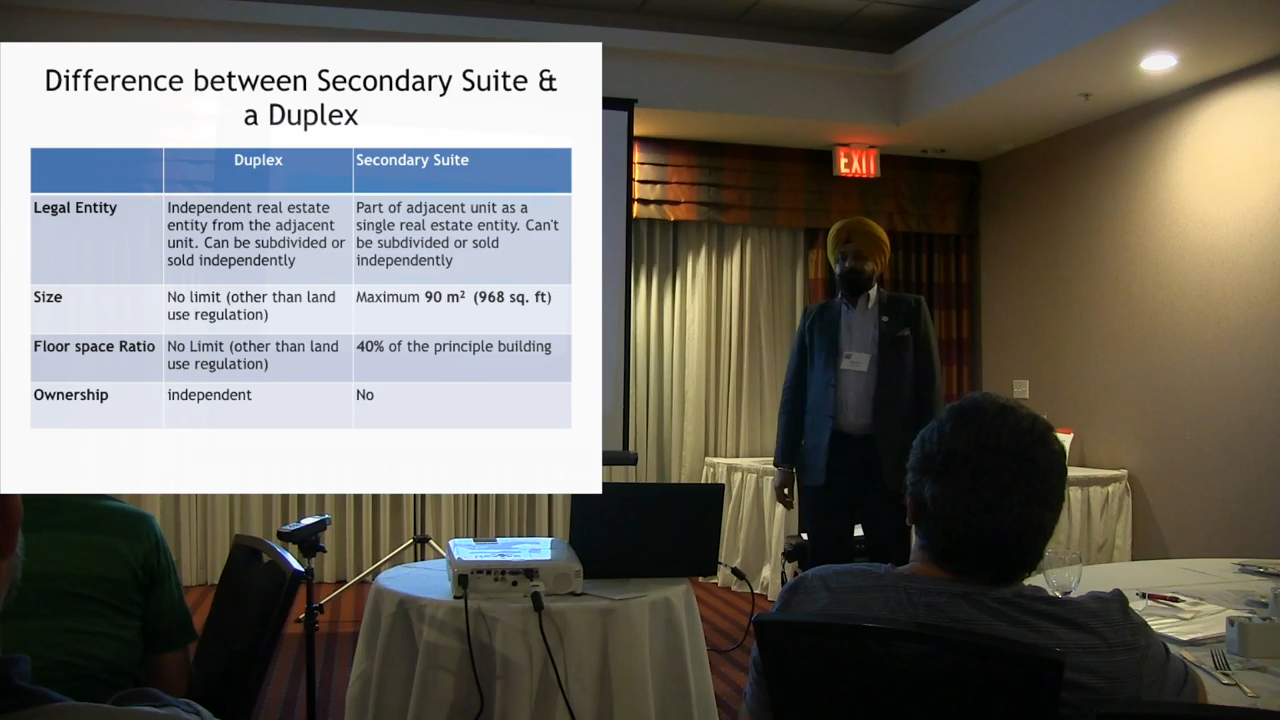 Difference between Secondary Suite &
a Duplex
Duplex
Secondary Suite
Legal Entity
Independent real estate
entity from the adjacent
unit. Can be subdivided or
sold independently
Part of adjacent unit as a
single real estate entity. Can't
be subdivided or sold
independently
Size
No limit (other than land
use regulation)
Maximum 90 m² (968 sq. ft)
Floor space Ratio
No Limit (other than land
use regulation)
40% of the principle building
Ownership
independent
No
EXIT